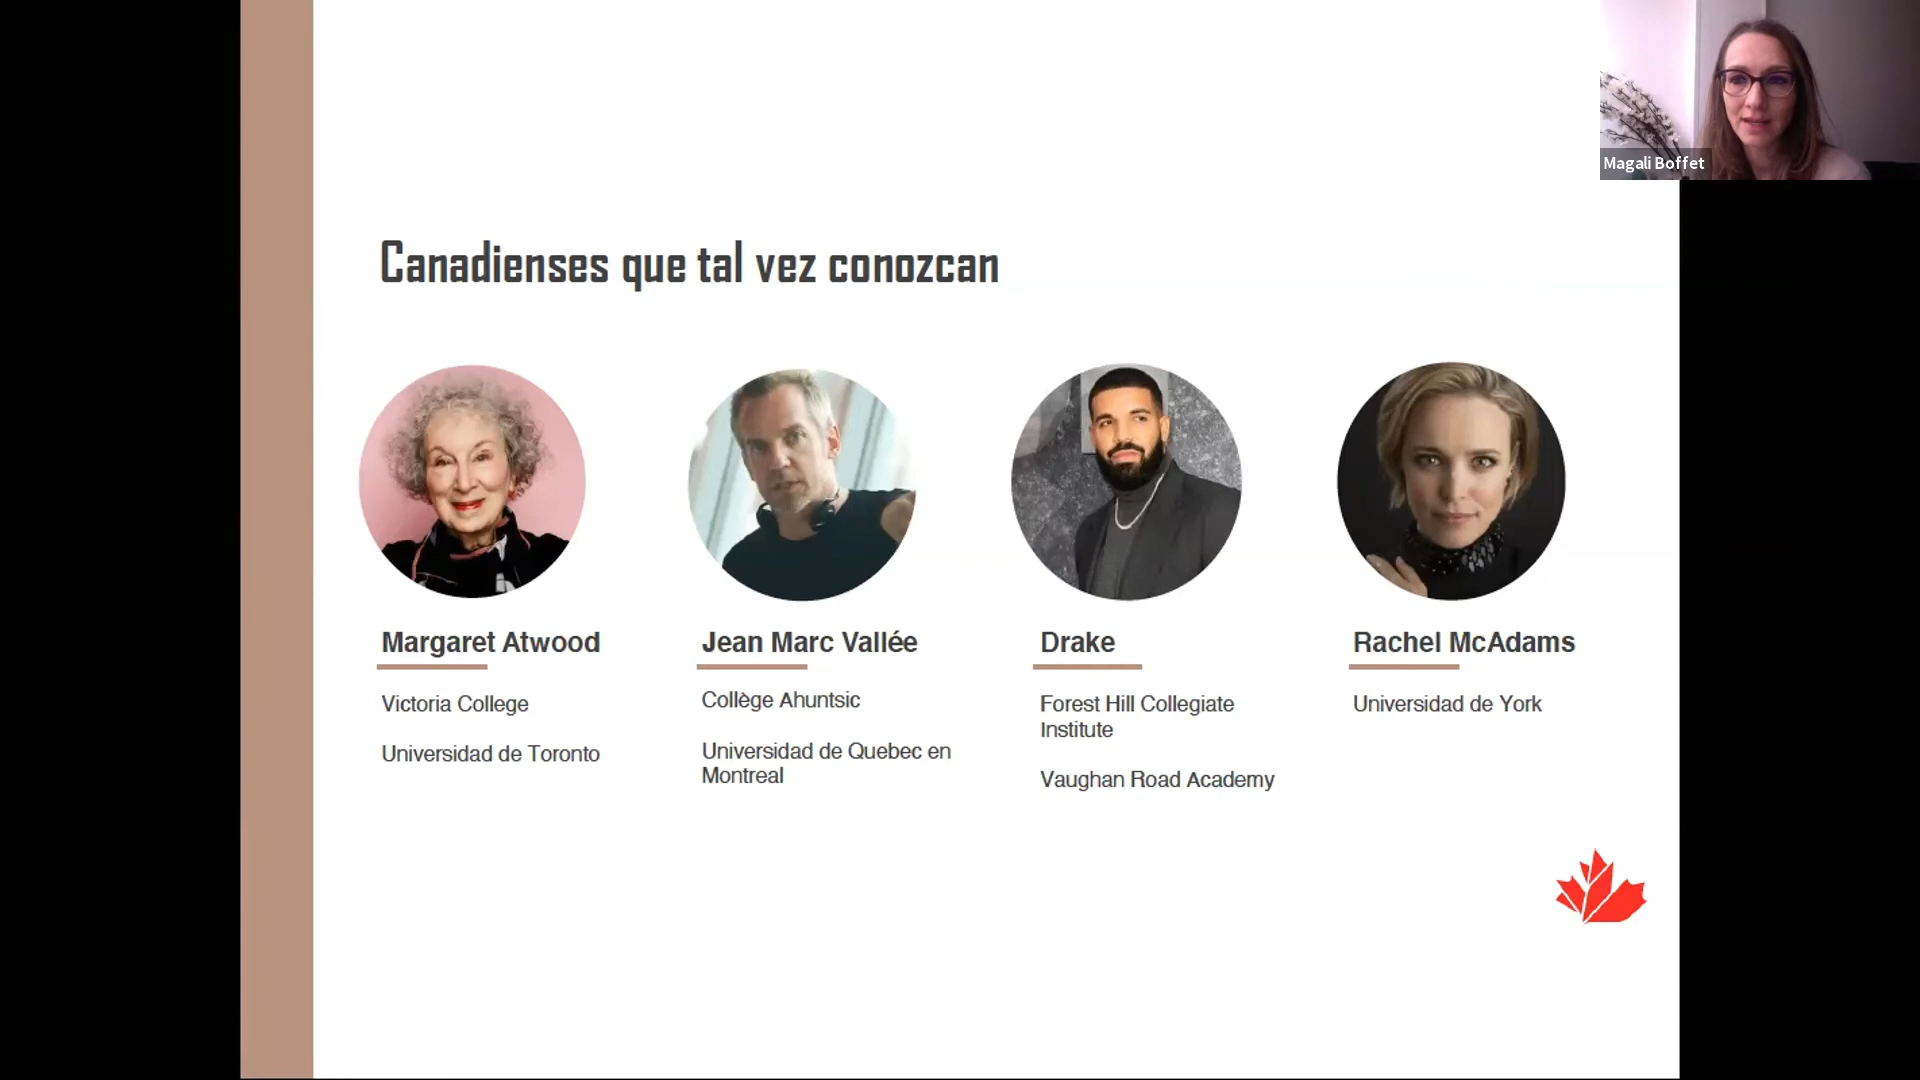 Magali Boffet
Canadienses que tal vez conozcan
Margaret Atwood
Victoria College
Universidad de Toronto
Jean Marc Vallée
Collège Ahuntsic
Universidad de Quebec en
Montreal
Drake
Forest Hill Collegiate
Institute
Vaughan Road Academy
Rachel McAdams
Universidad de York